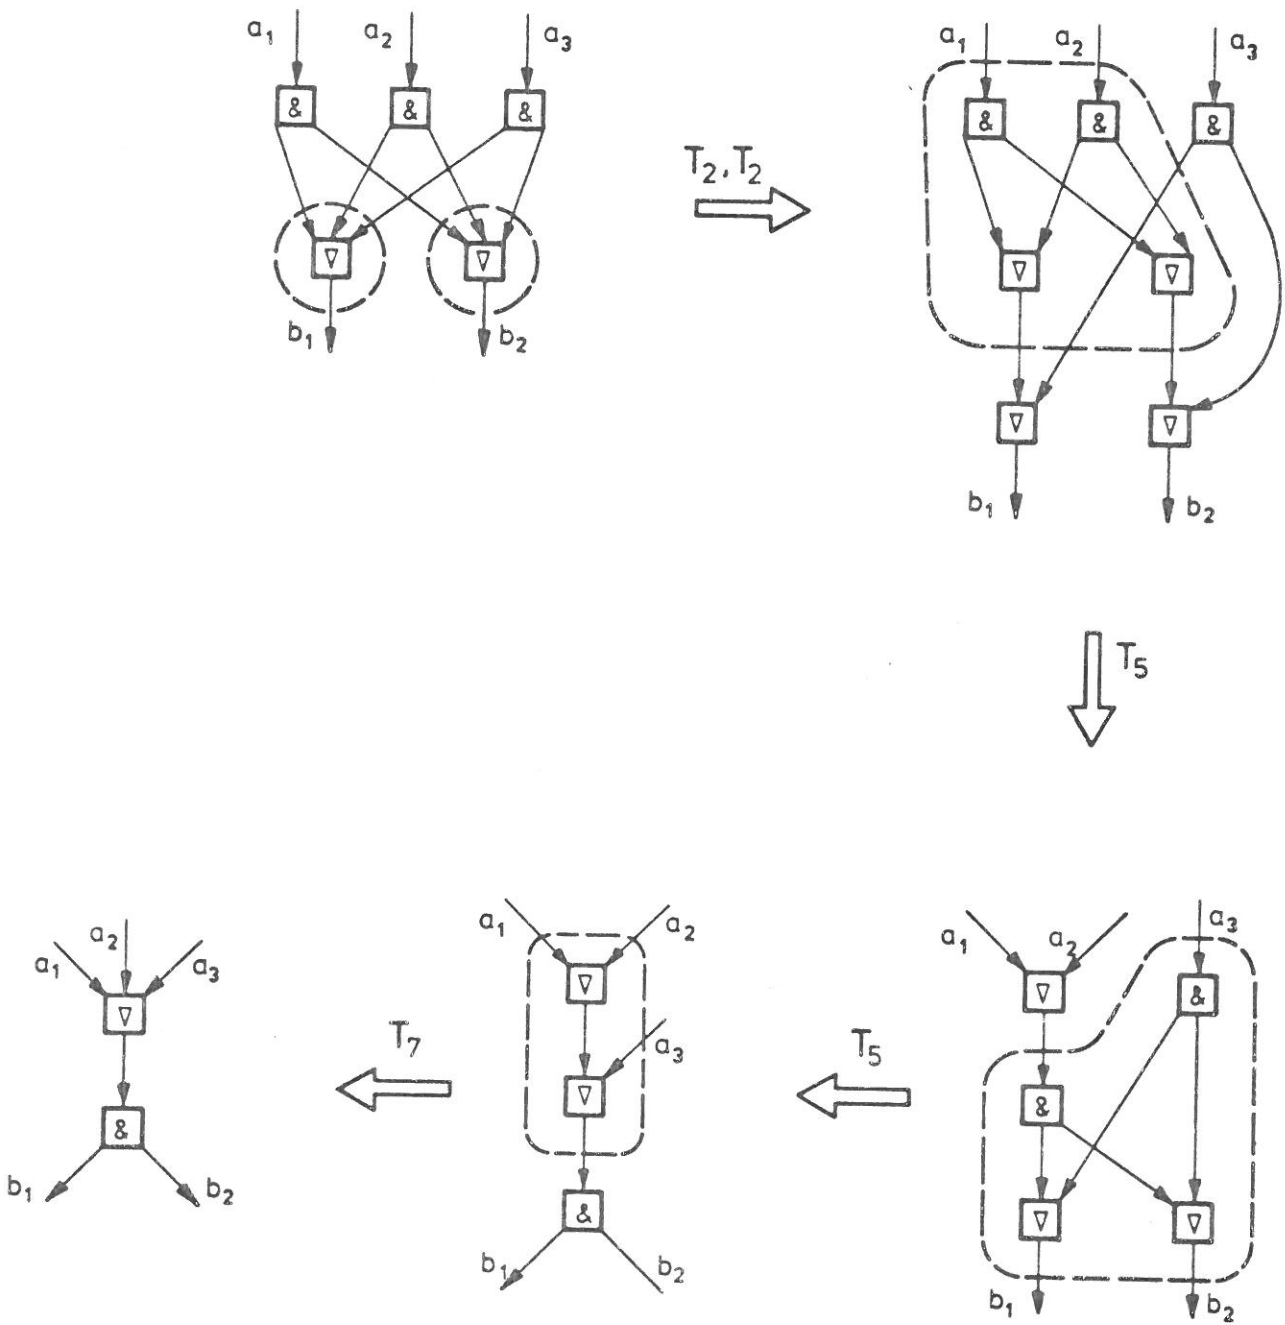 a₁ a₂ a₃
& & &
∇ ∇
b₁ b₂
T₂, T₂
a₁ a₂ a₃
& & &
∇ ∇
∇ ∇
b₁ b₂
T₅
a₁ a₂ a₃
∇ &
&
∇ ∇
b₁ b₂
T₅
a₁ a₂
∇
a₃
∇
&
b₁ b₂
T₇
a₁ a₂ a₃
∇
&
b₁ b₂